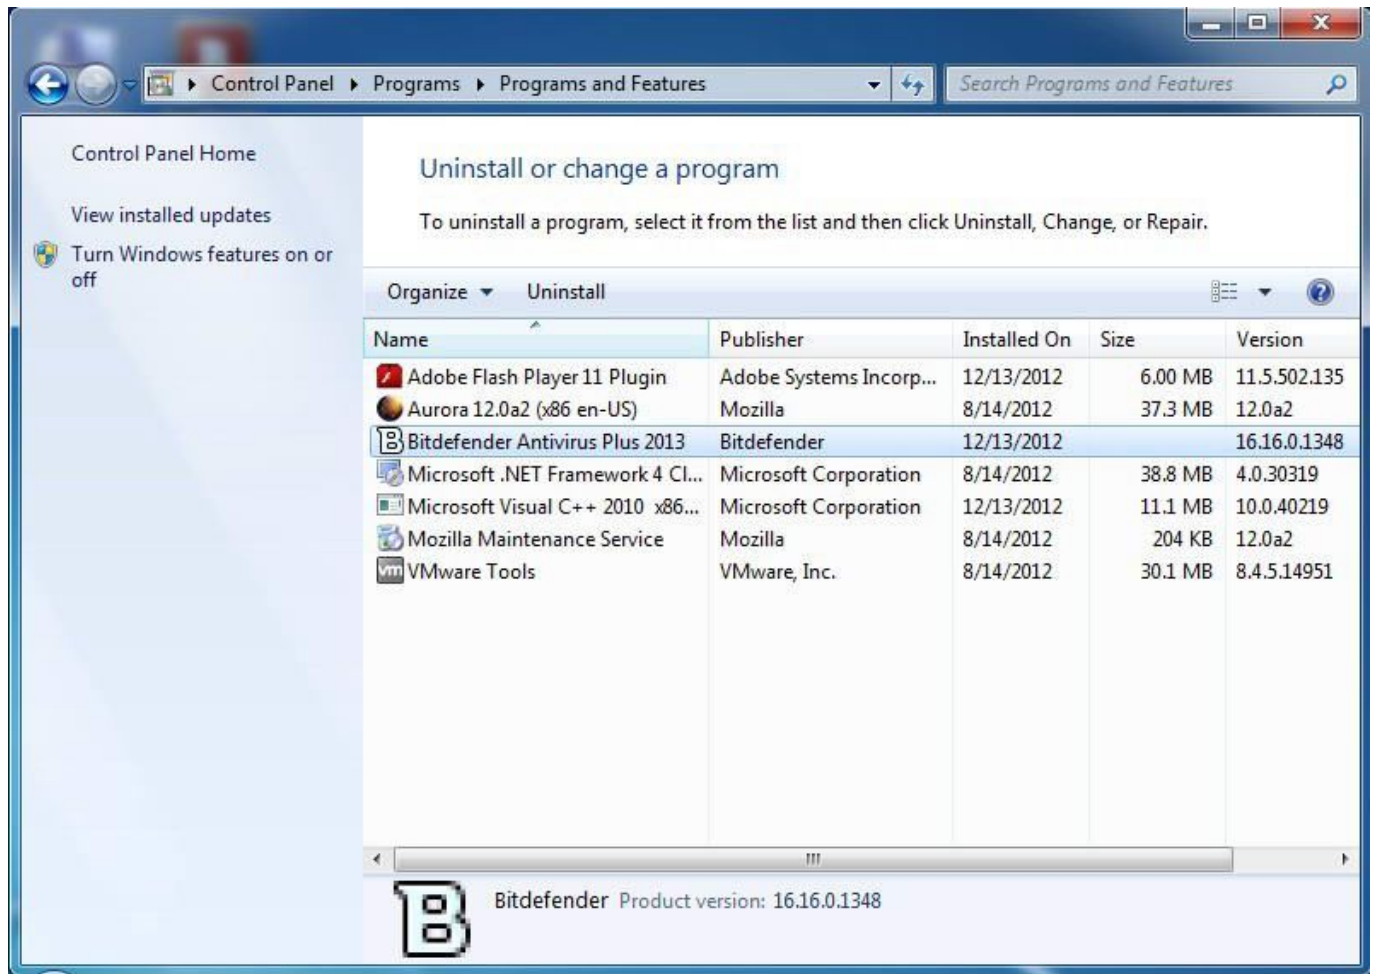 Control Panel ▸ Programs ▸ Programs and Features
Search Programs and Features
Control Panel Home
View installed updates
Turn Windows features on or
off
Uninstall or change a program
To uninstall a program, select it from the list and then click Uninstall, Change, or Repair.
Organize Uninstall
Name Publisher Installed On Size Version
Adobe Flash Player 11 Plugin Adobe Systems Incorp... 12/13/2012 6.00 MB 11.5.502.135
Aurora 12.0a2 (x86 en-US) Mozilla 8/14/2012 37.3 MB 12.0a2
Bitdefender Antivirus Plus 2013 Bitdefender 12/13/2012 16.16.0.1348
Microsoft .NET Framework 4 Cl... Microsoft Corporation 8/14/2012 38.8 MB 4.0.30319
Microsoft Visual C++ 2010 x86... Microsoft Corporation 12/13/2012 11.1 MB 10.0.40219
Mozilla Maintenance Service Mozilla 8/14/2012 204 KB 12.0a2
vm VMware Tools VMware, Inc. 8/14/2012 30.1 MB 8.4.5.14951
B Bitdefender Product version: 16.16.0.1348